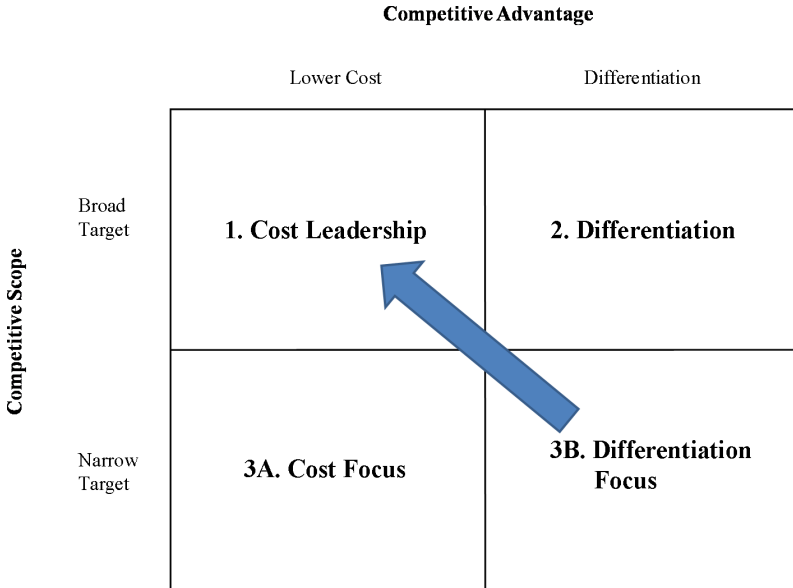 Competitive Advantage
Lower Cost
Differentiation
Competitive Scope
Broad
Target
1. Cost Leadership
2. Differentiation
Narrow
Target
3A. Cost Focus
3B. Differentiation
Focus